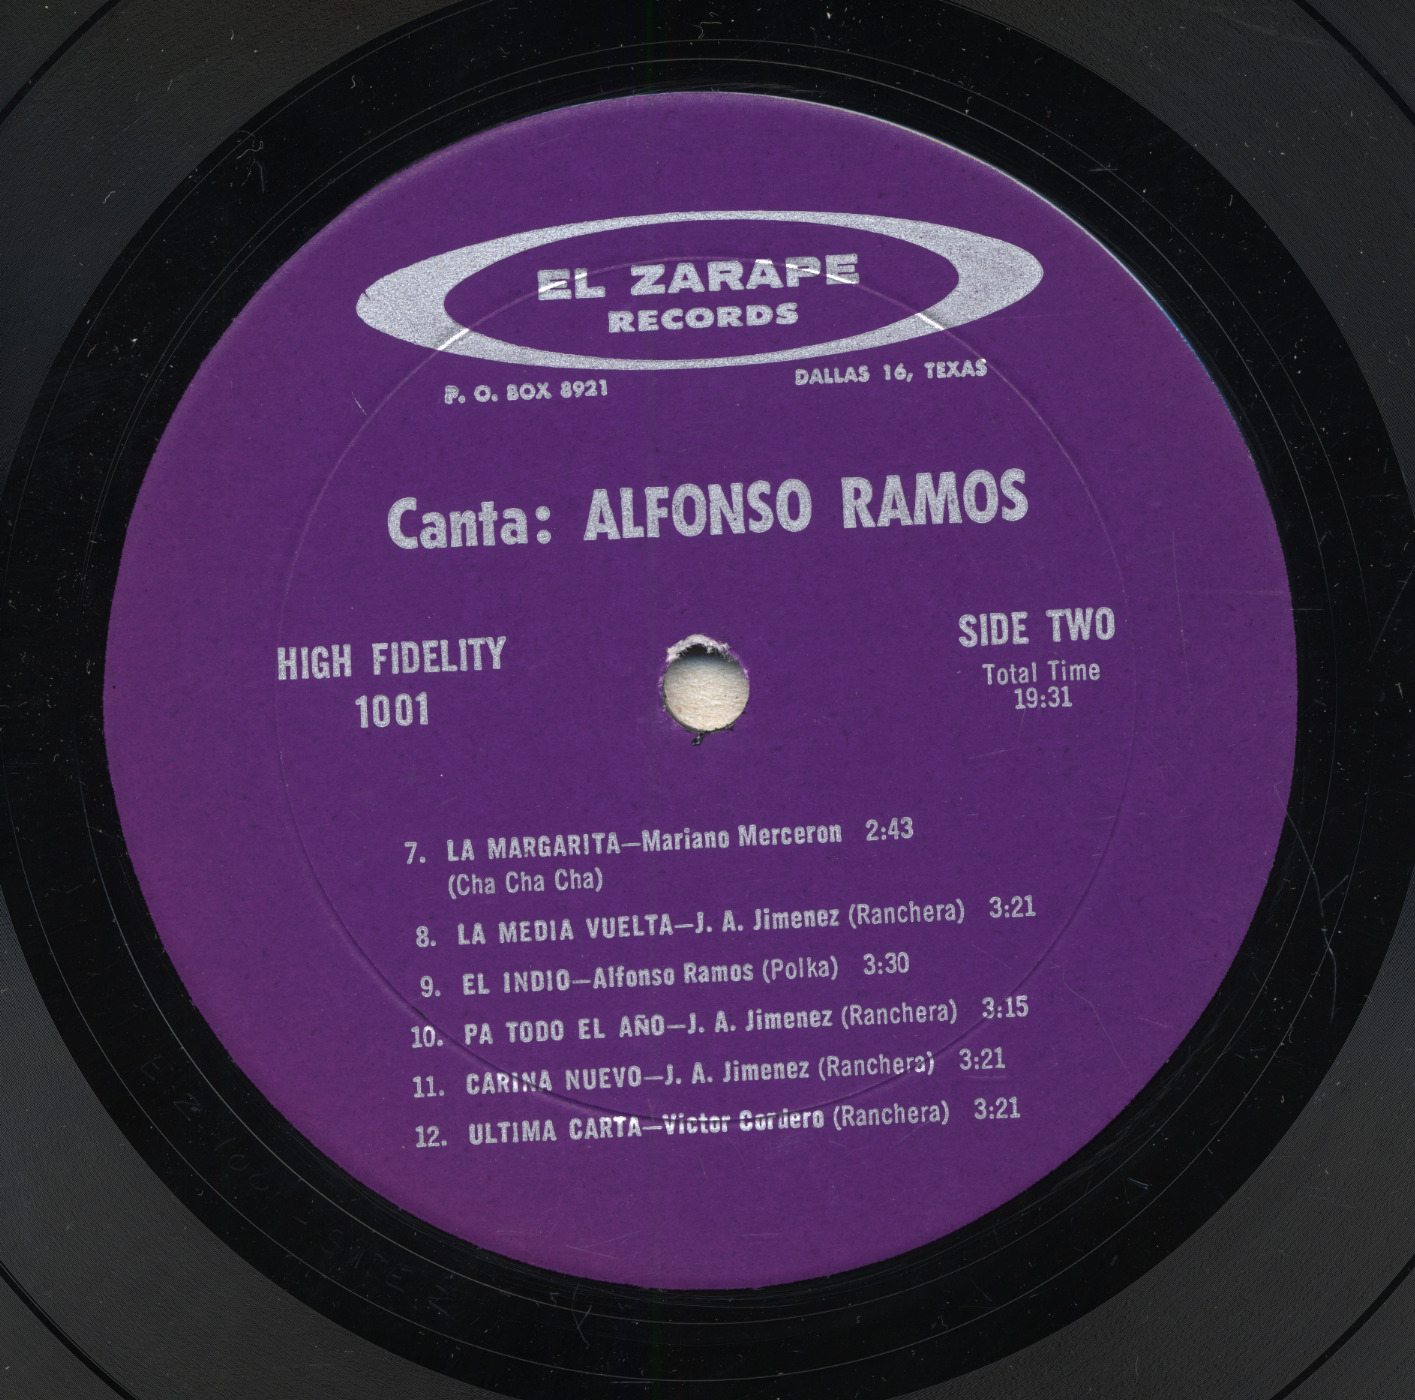 EL ZARAPE
RECORDS
P. O. BOX 8921 DALLAS 16, TEXAS
Canta: ALFONSO RAMOS
HIGH FIDELITY
1001
SIDE TWO
Total Time
19:31
7. LA MARGARITA—Mariano Merceron 2:43
(Cha Cha Cha)
8. LA MEDIA VUELTA—J. A. Jimenez (Ranchera) 3:21
9. EL INDIO—Alfonso Ramos (Polka) 3:30
10. PA TODO EL AÑO—J. A. Jimenez (Ranchera) 3:15
11. CARINA NUEVO—J. A. Jimenez (Ranchera) 3:21
12. ULTIMA CARTA—Victor Cordero (Ranchera) 3:21